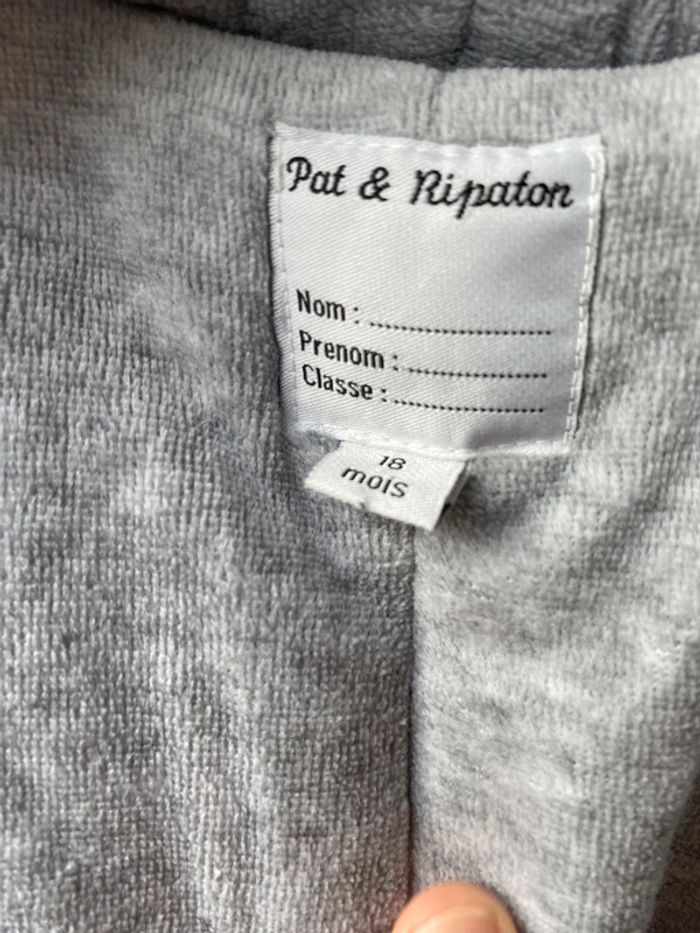 Pat & Ripaton
Nom : ..............................
Prenom : .......................
Classe : .........................
18
mois